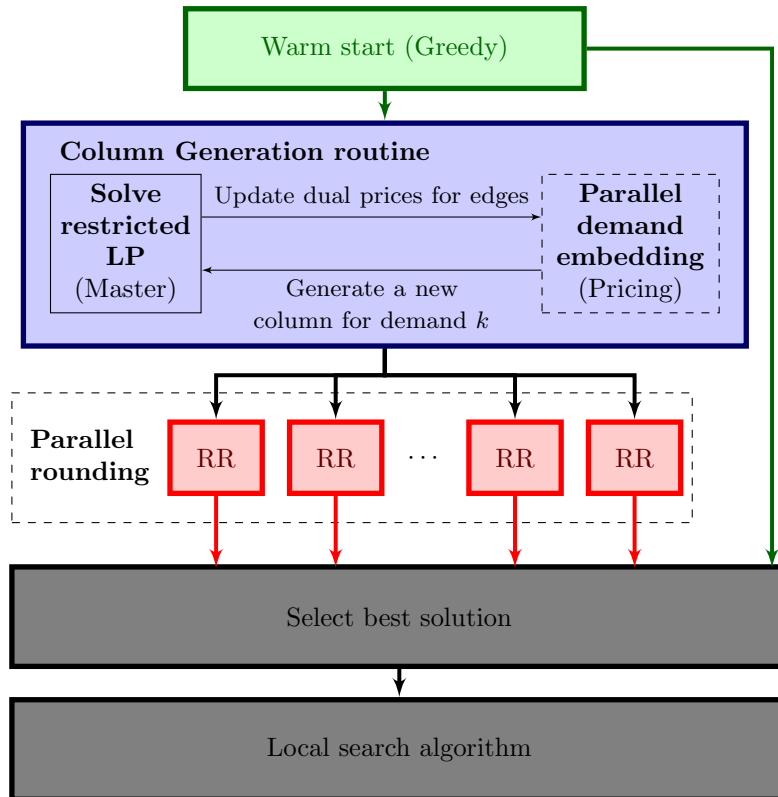 Warm start (Greedy)
Column Generation routine
Solve
restricted
LP
(Master)
Update dual prices for edges
Generate a new
column for demand k
Parallel
demand
embedding
(Pricing)
Parallel
rounding
RR
RR
...
RR
RR
Select best solution
Local search algorithm